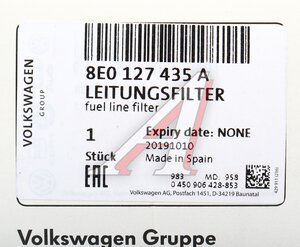 VOLKSWAGEN
GROUP
8E0 127 435 A
LEITUNGSFILTER
fuel line filter
1
Stück
Expiry date: NONE
20191010
Made in Spain
EAC
983 MD. 958
0 450 906 428-853
Volkswagen AG, Postfach 1451, D-34219 Baunatal
Volkswagen Gruppe